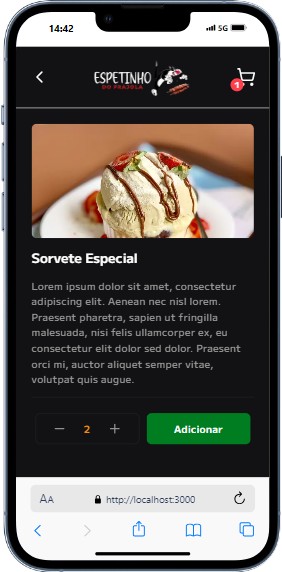 14:42
5G
ESPETINHO
DO FRAJOLA
1
Sorvete Especial
Lorem ipsum dolor sit amet, consectetur
adipiscing elit. Aenean nec nisl lorem.
Praesent pharetra, sapien ut fringilla
malesuada, nisi felis ullamcorper ex, eu
consectetur elit dolor sed dolor. Praesent
orci mi, auctor aliquet semper vitae,
volutpat quis augue.
2
Adicionar
AA http://localhost:3000